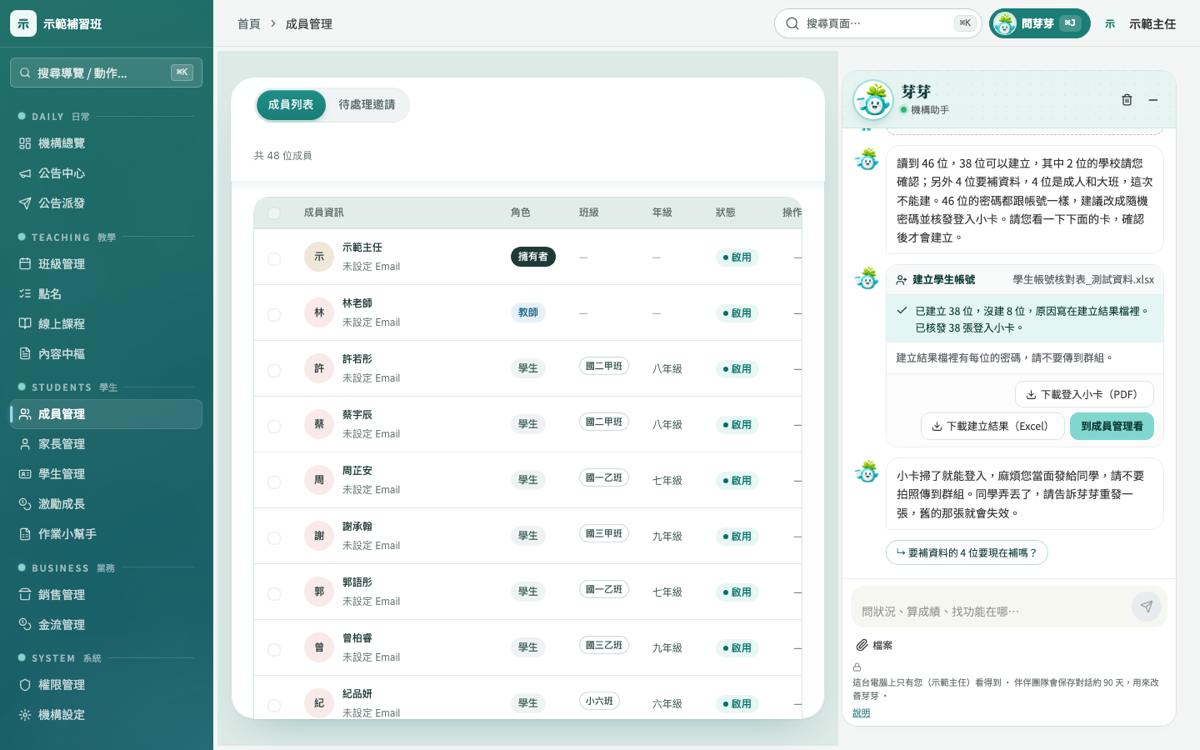 示 示範補習班
搜尋導覽 / 動作... ⌘K
DAILY 日常
機構總覽
公告中心
公告派發
TEACHING 教學
班級管理
點名
線上課程
內容中樞
STUDENTS 學生
成員管理
家長管理
學生管理
激勵成長
作業小幫手
BUSINESS 業務
銷售管理
金流管理
SYSTEM 系統
權限管理
機構設定
首頁 > 成員管理
搜尋頁面… ⌘K
問芽芽 ⌘J
示 示範主任
成員列表 待處理邀請
共 48 位成員
成員資訊 角色 班級 年級 狀態 操作
示 示範主任 未設定 Email 擁有者 — — 啟用 —
林 林老師 未設定 Email 教師 — — 啟用 —
許 許若彤 未設定 Email 學生 國二甲班 八年級 啟用 —
蔡 蔡宇辰 未設定 Email 學生 國二甲班 八年級 啟用 —
周 周芷安 未設定 Email 學生 國一乙班 七年級 啟用 —
謝 謝承翰 未設定 Email 學生 國三甲班 九年級 啟用 —
郭 郭語彤 未設定 Email 學生 國一乙班 七年級 啟用 —
曾 曾柏睿 未設定 Email 學生 國三乙班 九年級 啟用 —
紀 紀品妍 未設定 Email 學生 小六班 六年級 啟用 —
芽芽
機構助手
讀到 46 位，38 位可以建立，其中 2 位的學校請您
確認；另外 4 位要補資料，4 位是成人和大班，這次
不能建。46 位的密碼都跟帳號一樣，建議改成隨機
密碼並核發登入小卡。請您看一下下面的卡，確認
後才會建立。
建立學生帳號 學生帳號核對表_測試資料.xlsx
已建立 38 位，沒建 8 位，原因寫在建立結果檔裡。
已核發 38 張登入小卡。
建立結果檔裡有每位的密碼，請不要傳到群組。
下載登入小卡（PDF）
下載建立結果（Excel） 到成員管理看
小卡掃了就能登入，麻煩您當面發給同學，請不要
拍照傳到群組。同學弄丟了，請告訴芽芽重發一
張，舊的那張就會失效。
↳ 要補資料的 4 位要現在補嗎？
問狀況、算成績、找功能在哪…
檔案
這台電腦上只有您（示範主任）看得到 · 伴伴團隊會保存對話約 90 天，用來改
善芽芽 ·
說明